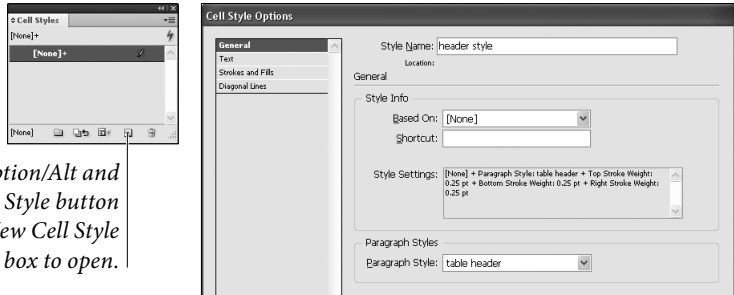 Cell Styles
[None]+
[None]+
[None]
ption/Alt and
Style button
New Cell Style
box to open.
Cell Style Options
General
Text
Strokes and Fills
Diagonal Lines
Style Name: header style
Location:
General
Style Info
Based On: [None]
Shortcut:
Style Settings: [None] + Paragraph Style: table header + Top Stroke Weight:
0.25 pt + Bottom Stroke Weight: 0.25 pt + Right Stroke Weight:
0.25 pt
Paragraph Styles
Paragraph Style: table header